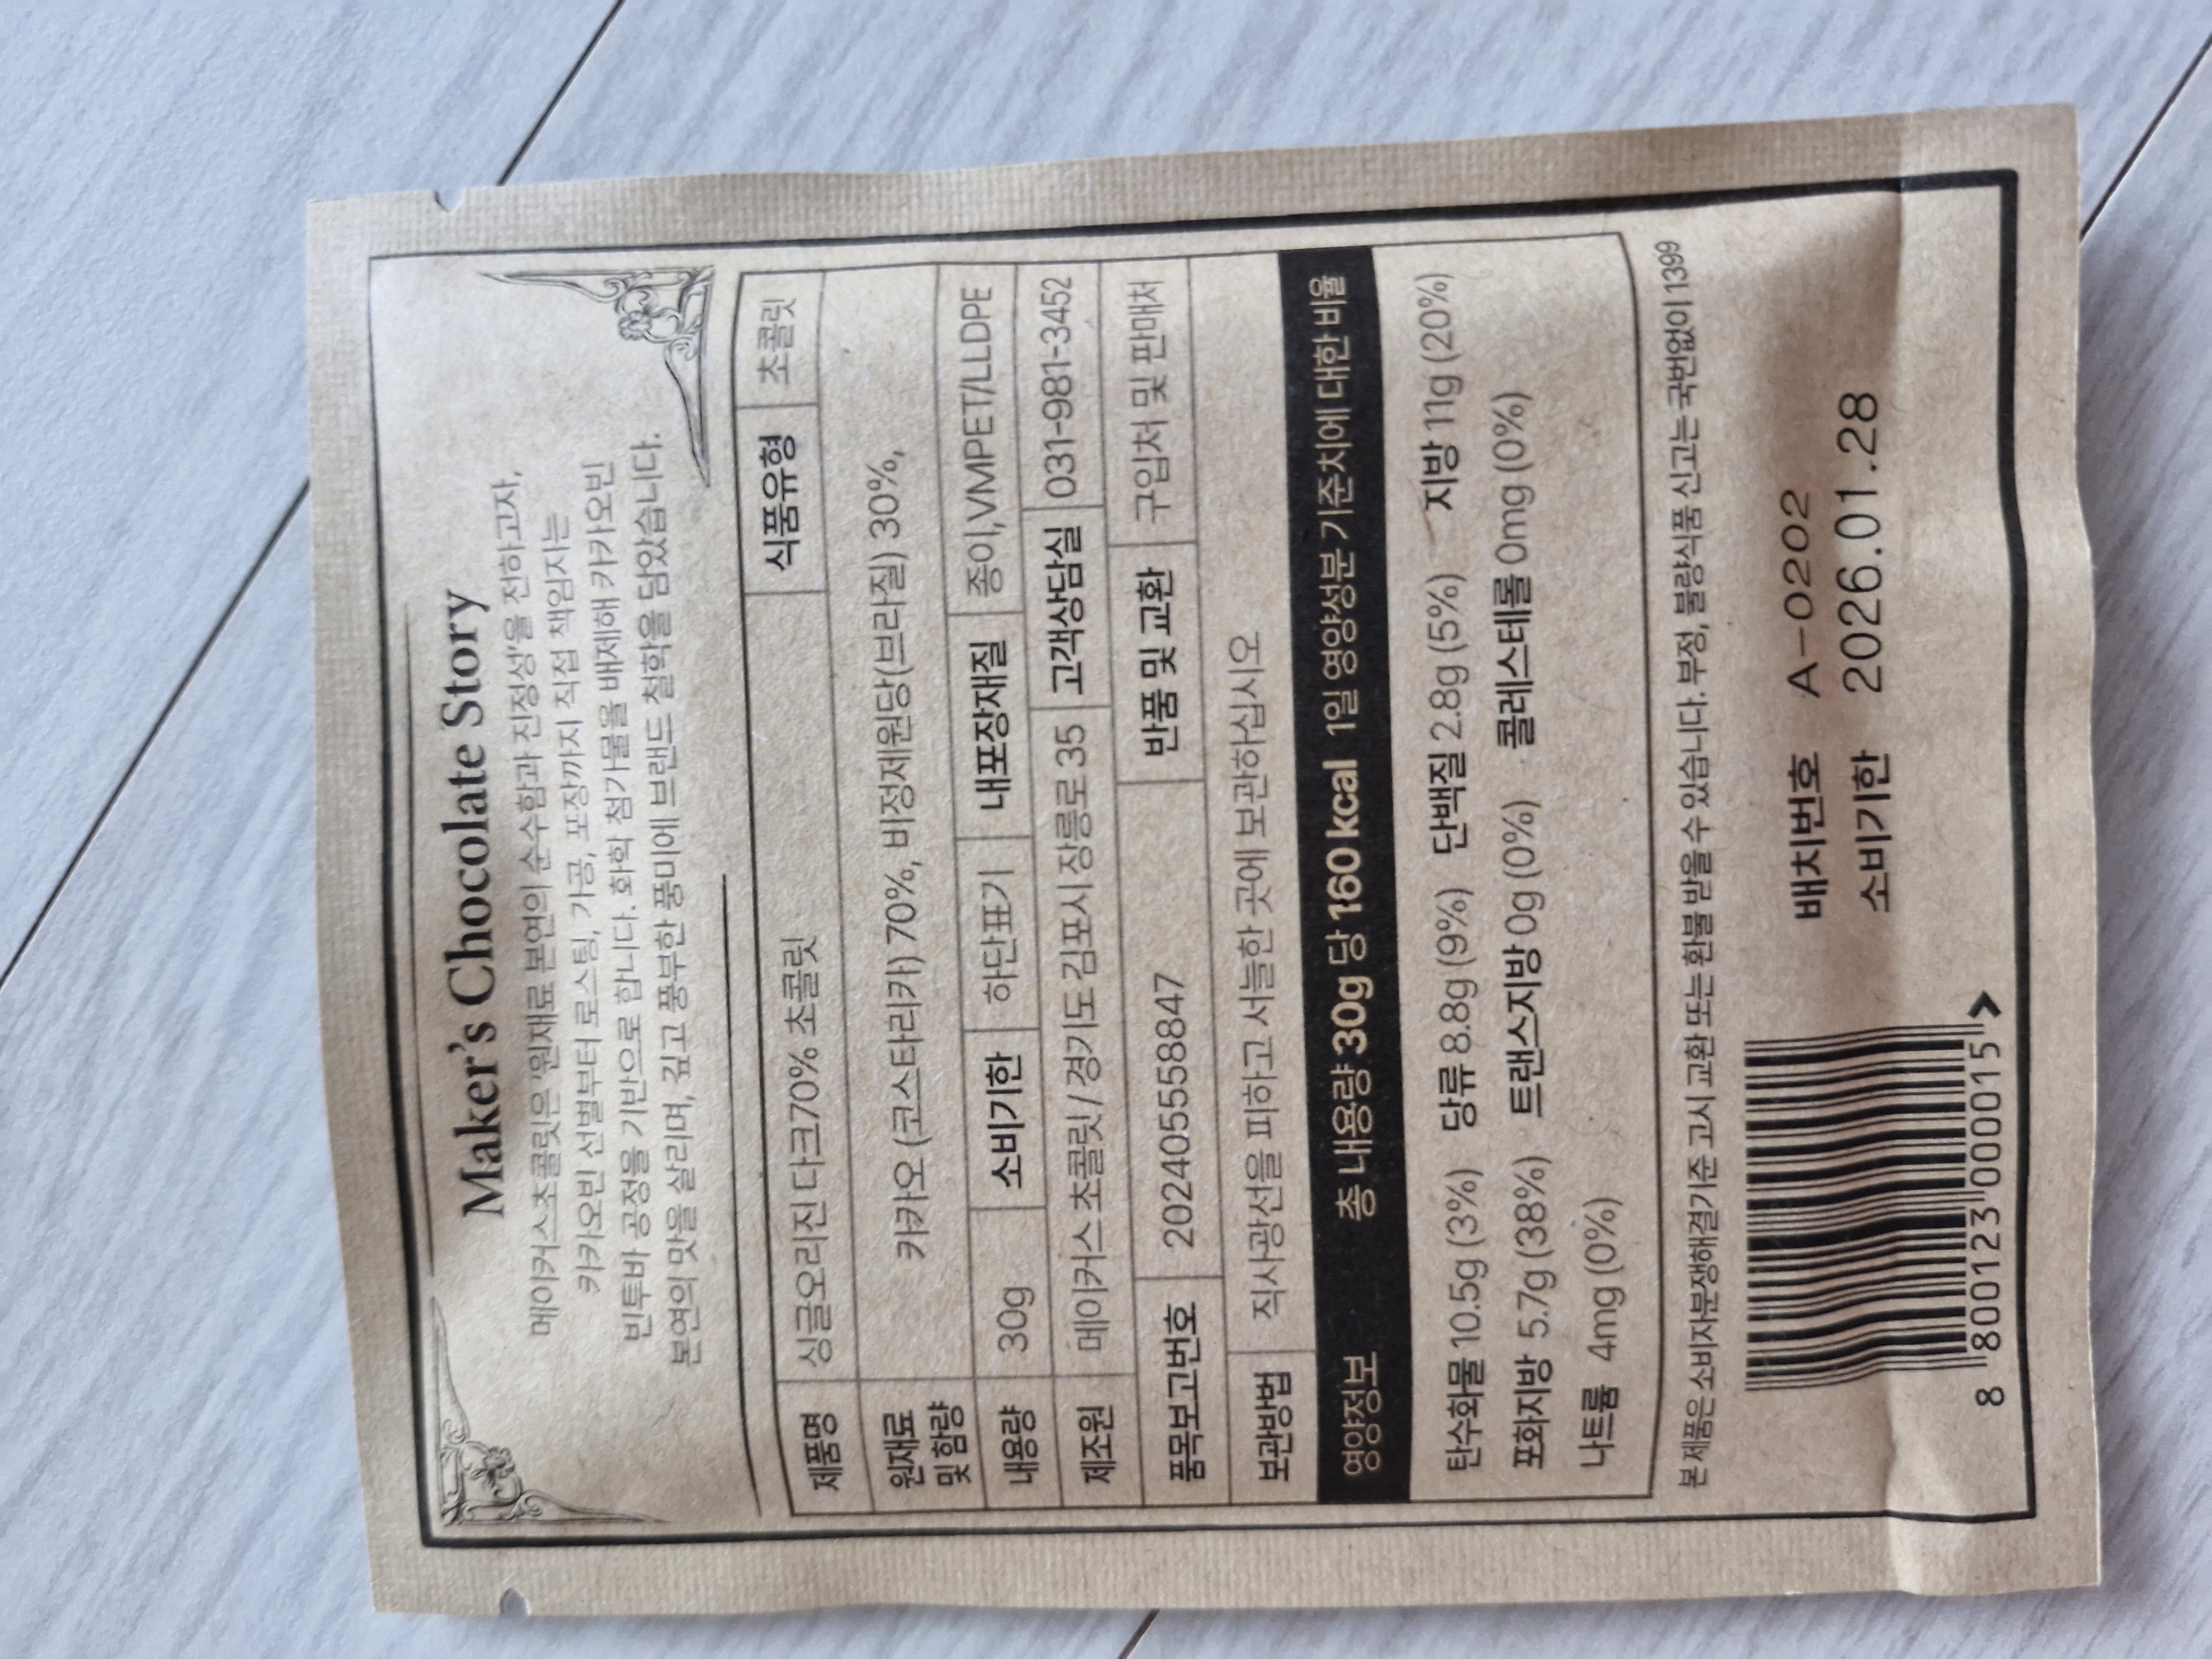 Maker's Chocolate Story
메이커스초콜릿은 '원재료 본연의 순수함과 진정성'을 전하고자,
카카오빈 선별부터 로스팅, 가공, 포장까지 직접 책임지는
빈투바 공정을 기반으로 합니다. 화학 첨가물을 배제해 카카오빈
본연의 맛을 살리며, 깊고 풍부한 풍미에 브랜드 철학을 담았습니다.
제품명 싱글오리진 다크70% 초콜릿 식품유형 초콜릿
원재료 및 함량 카카오 (코스타리카) 70%, 비정제원당(브라질) 30%,
내용량 30g 소비기한 하단표기 내포장재질 종이,VMPET/LLDPE
제조원 메이커스 초콜릿 / 경기도 김포시 장릉로 35 고객상담실 031-981-3452
품목보고번호 202405558847 반품 및 교환 구입처 및 판매처
보관방법 직사광선을 피하고 서늘한 곳에 보관하십시오
영양정보 총 내용량 30g 당 160 kcal 1일 영양성분 기준치에 대한 비율
탄수화물 10.5g (3%) 당류 8.8g (9%) 단백질 2.8g (5%) 지방 11g (20%)
포화지방 5.7g (38%) 트랜스지방 0g (0%) 콜레스테롤 0mg (0%)
나트륨 4mg (0%)
본 제품은 소비자분쟁해결기준 고시 교환 또는 환불 받을 수 있습니다. 부정, 불량식품 신고는 국번없이 1399
배치번호 A-0202
소비기한 2026.01.28
8 800123 000015 >